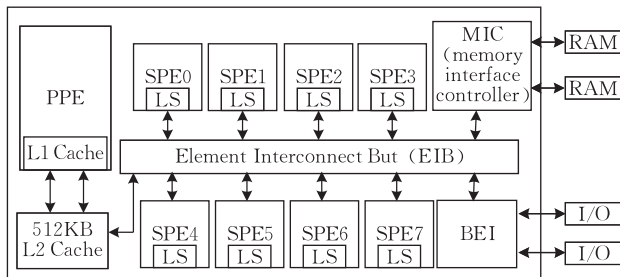 PPE
L1 Cache
512KB
L2 Cache
SPE0
LS
SPE1
LS
SPE2
LS
SPE3
LS
MIC
(memory
interface
controller)
RAM
RAM
Element Interconnect But (EIB)
SPE4
LS
SPE5
LS
SPE6
LS
SPE7
LS
BEI
I/O
I/O